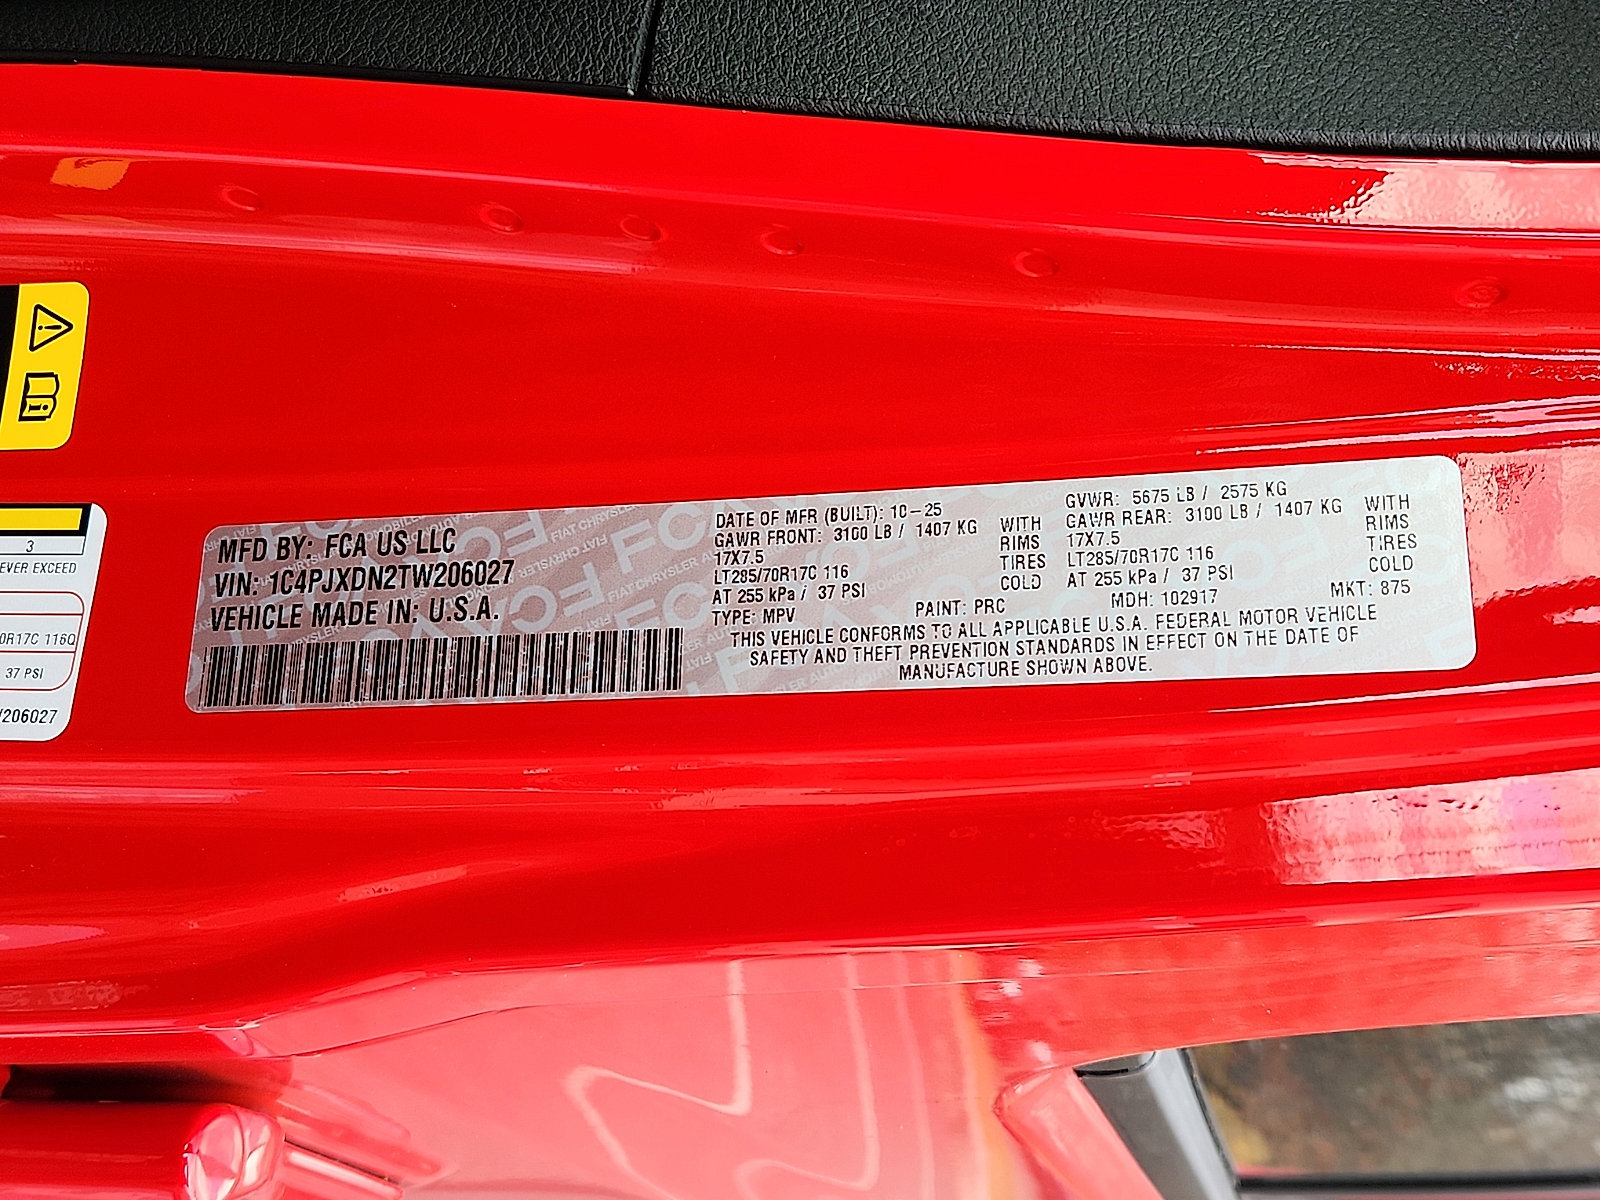 MFD BY: FCA US LLC
VIN: 1C4PJXDN2TW206027
VEHICLE MADE IN: U.S.A.
DATE OF MFR (BUILT): 10-25
GAWR FRONT: 3100 LB / 1407 KG WITH
17X7.5 RIMS
LT285/70R17C 116 TIRES
AT 255 kPa / 37 PSI COLD
GVWR: 5675 LB / 2575 KG
GAWR REAR: 3100 LB / 1407 KG WITH
17X7.5 RIMS
LT285/70R17C 116 TIRES
AT 255 kPa / 37 PSI COLD
TYPE: MPV PAINT: PRC MDH: 102917 MKT: 875
THIS VEHICLE CONFORMS TO ALL APPLICABLE U.S.A. FEDERAL MOTOR VEHICLE
SAFETY AND THEFT PREVENTION STANDARDS IN EFFECT ON THE DATE OF
MANUFACTURE SHOWN ABOVE.
3
EVER EXCEED
0R17C 116Q
37 PSI
206027